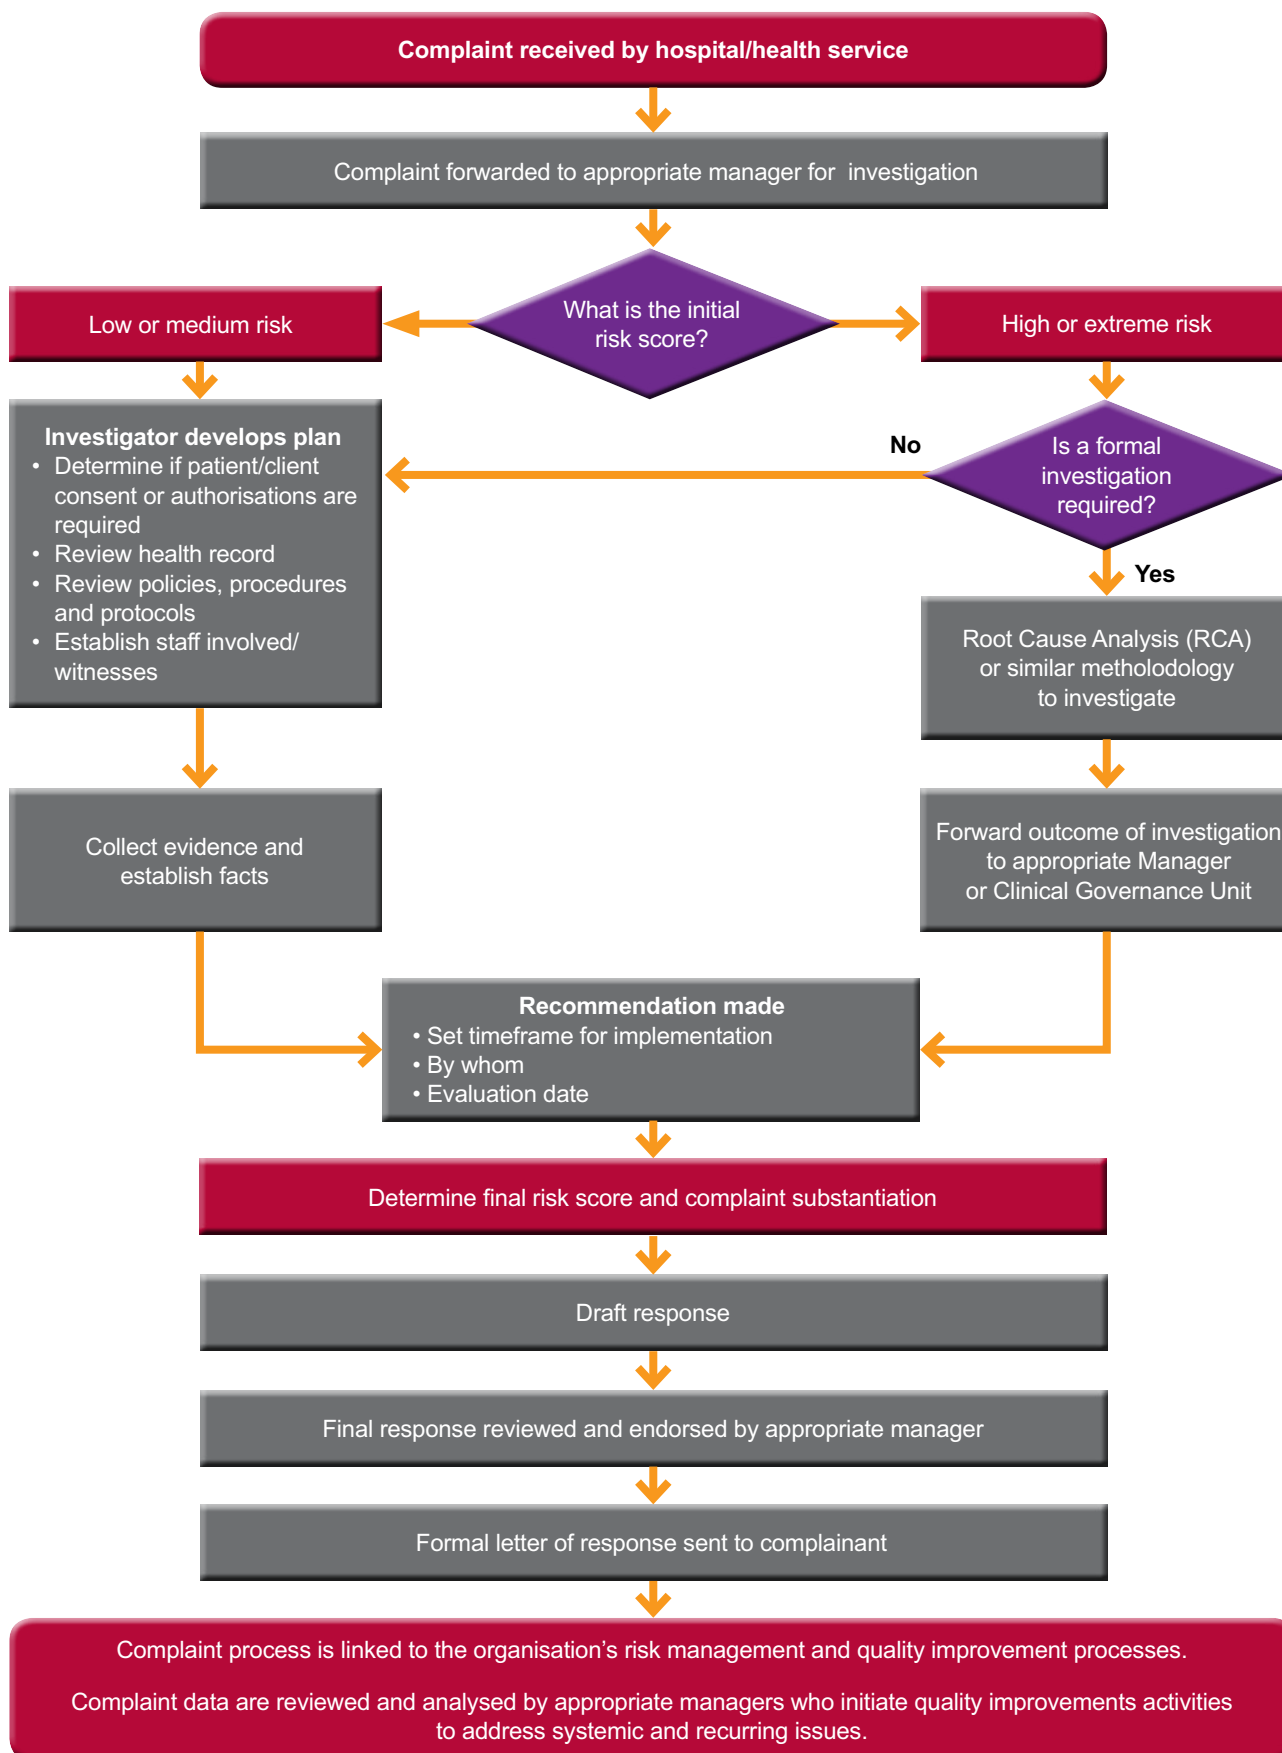 Complaint received by hospital/health service
Complaint forwarded to appropriate manager for investigation
What is the initial
risk score?
Low or medium risk
High or extreme risk
Investigator develops plan
• Determine if patient/client
consent or authorisations are
required
• Review health record
• Review policies, procedures
and protocols
• Establish staff involved/
witnesses
No
Is a formal
investigation
required?
Yes
Root Cause Analysis (RCA)
or similar metholodology
to investigate
Collect evidence and
establish facts
Forward outcome of investigation
to appropriate Manager
or Clinical Governance Unit
Recommendation made
• Set timeframe for implementation
• By whom
• Evaluation date
Determine final risk score and complaint substantiation
Draft response
Final response reviewed and endorsed by appropriate manager
Formal letter of response sent to complainant
Complaint process is linked to the organisation’s risk management and quality improvement processes.
Complaint data are reviewed and analysed by appropriate managers who initiate quality improvements activities
to address systemic and recurring issues.